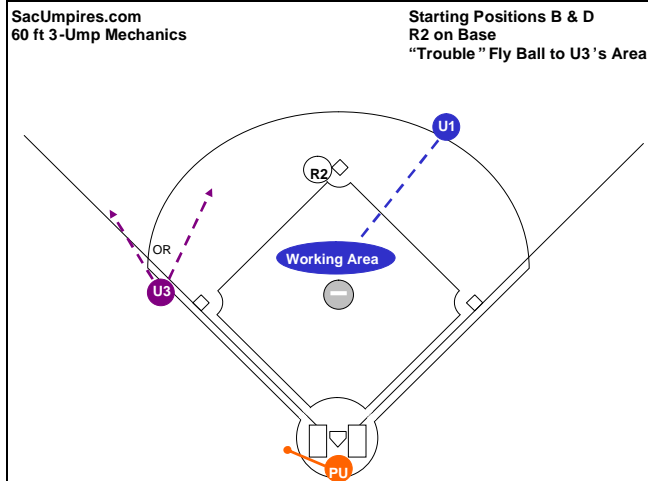 SacUmpires.com
60 ft 3-Ump Mechanics
Starting Positions B & D
R2 on Base
“Trouble” Fly Ball to U3’s Area
U1
R2
OR
Working Area
U3
PU